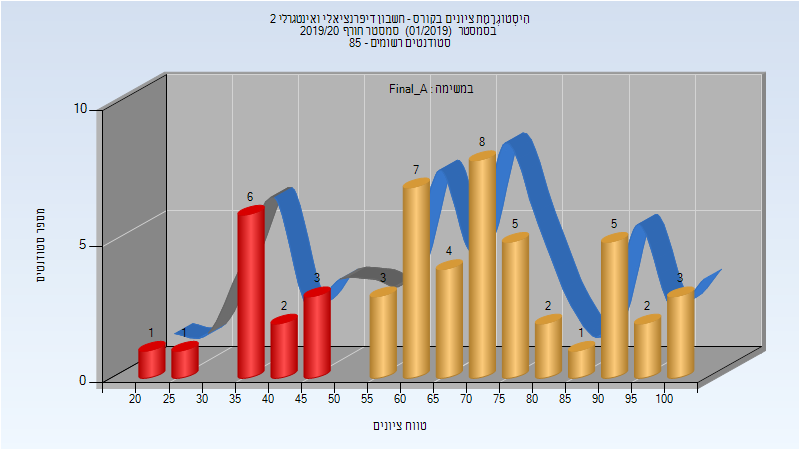 היסטוגרמת ציונים בקורס - חשבון דיפרנציאלי ואינטגרלי 2
בסמסטר (01/2019) סמסטר חורף 2019/20
סטודנטים רשומים - 85
במשימה : Final_A
מספר סטודנטים
10
5
0
1
1
6
2
3
3
7
4
8
5
2
1
5
2
3
20 25 30 35 40 45 50 55 60 65 70 75 80 85 90 95 100
טווח ציונים